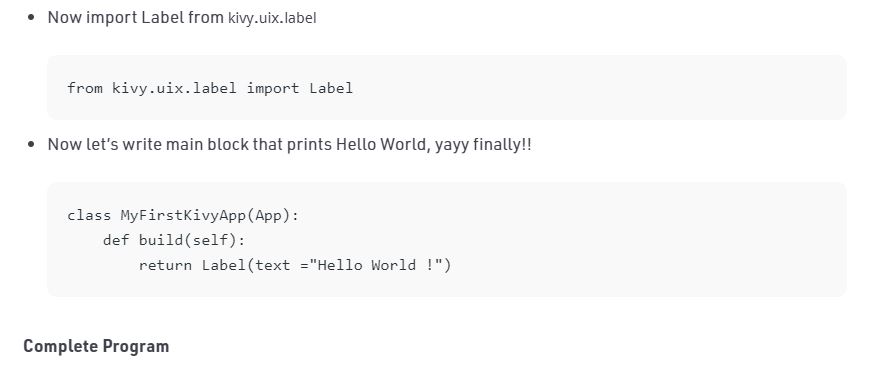 • Now import Label from kivy.uix.label
from kivy.uix.label import Label
• Now let's write main block that prints Hello World, yayy finally!!
class MyFirstKivyApp(App):
    def build(self):
        return Label(text ="Hello World !")
Complete Program